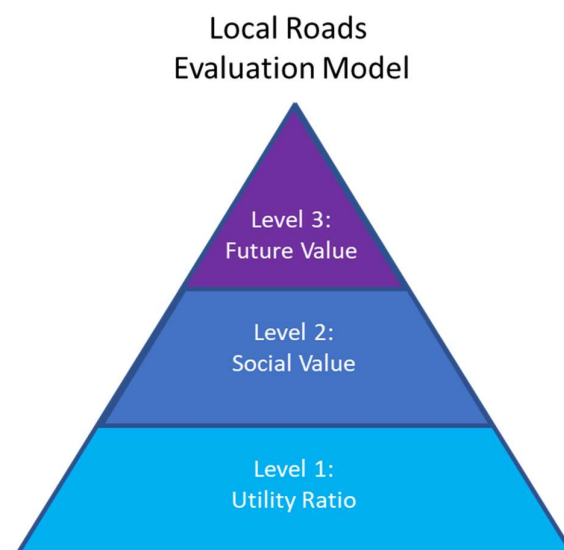 Local Roads
Evaluation Model
Level 3:
Future Value
Level 2:
Social Value
Level 1:
Utility Ratio